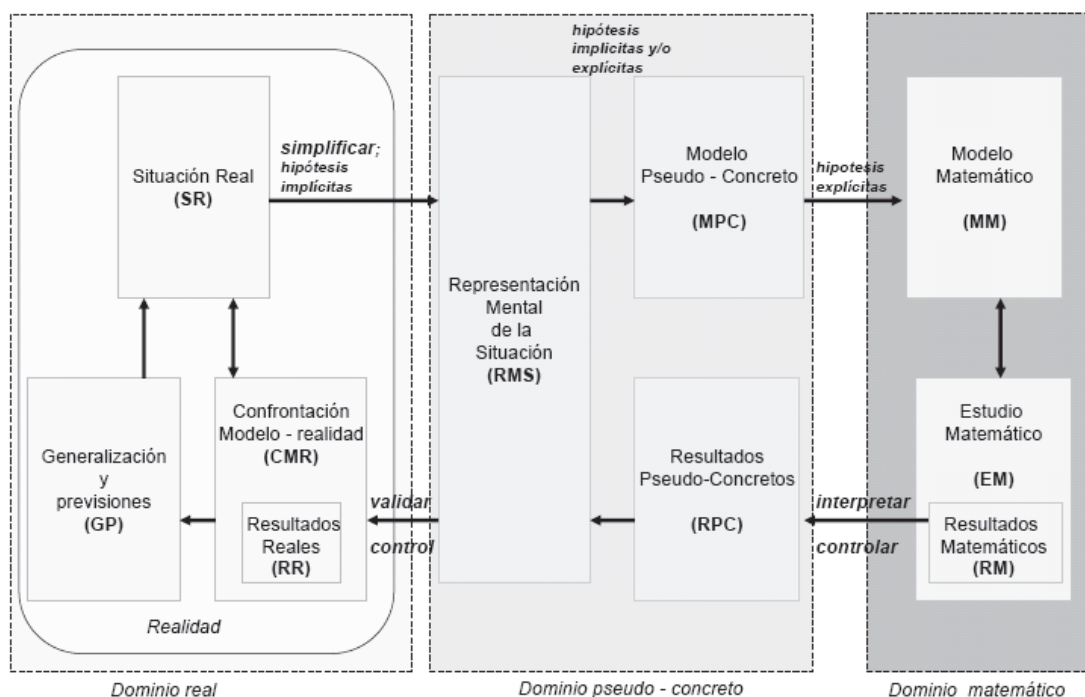 hipótesis
implicitas y/o
explícitas
simplificar;
hipótesis
implícitas
Situación Real
(SR)
Modelo
Pseudo - Concreto
(MPC)
hipotesis
explícitas
Modelo
Matemático
(MM)
Representación
Mental
de la
Situación
(RMS)
Generalización
y
previsiones
(GP)
Confrontación
Modelo - realidad
(CMR)
Resultados
Reales
(RR)
validar
control
Resultados
Pseudo-Concretos
(RPC)
interpretar
controlar
Estudio
Matemático
(EM)
Resultados
Matemáticos
(RM)
Realidad
Dominio real
Dominio pseudo - concreto
Dominio matemático